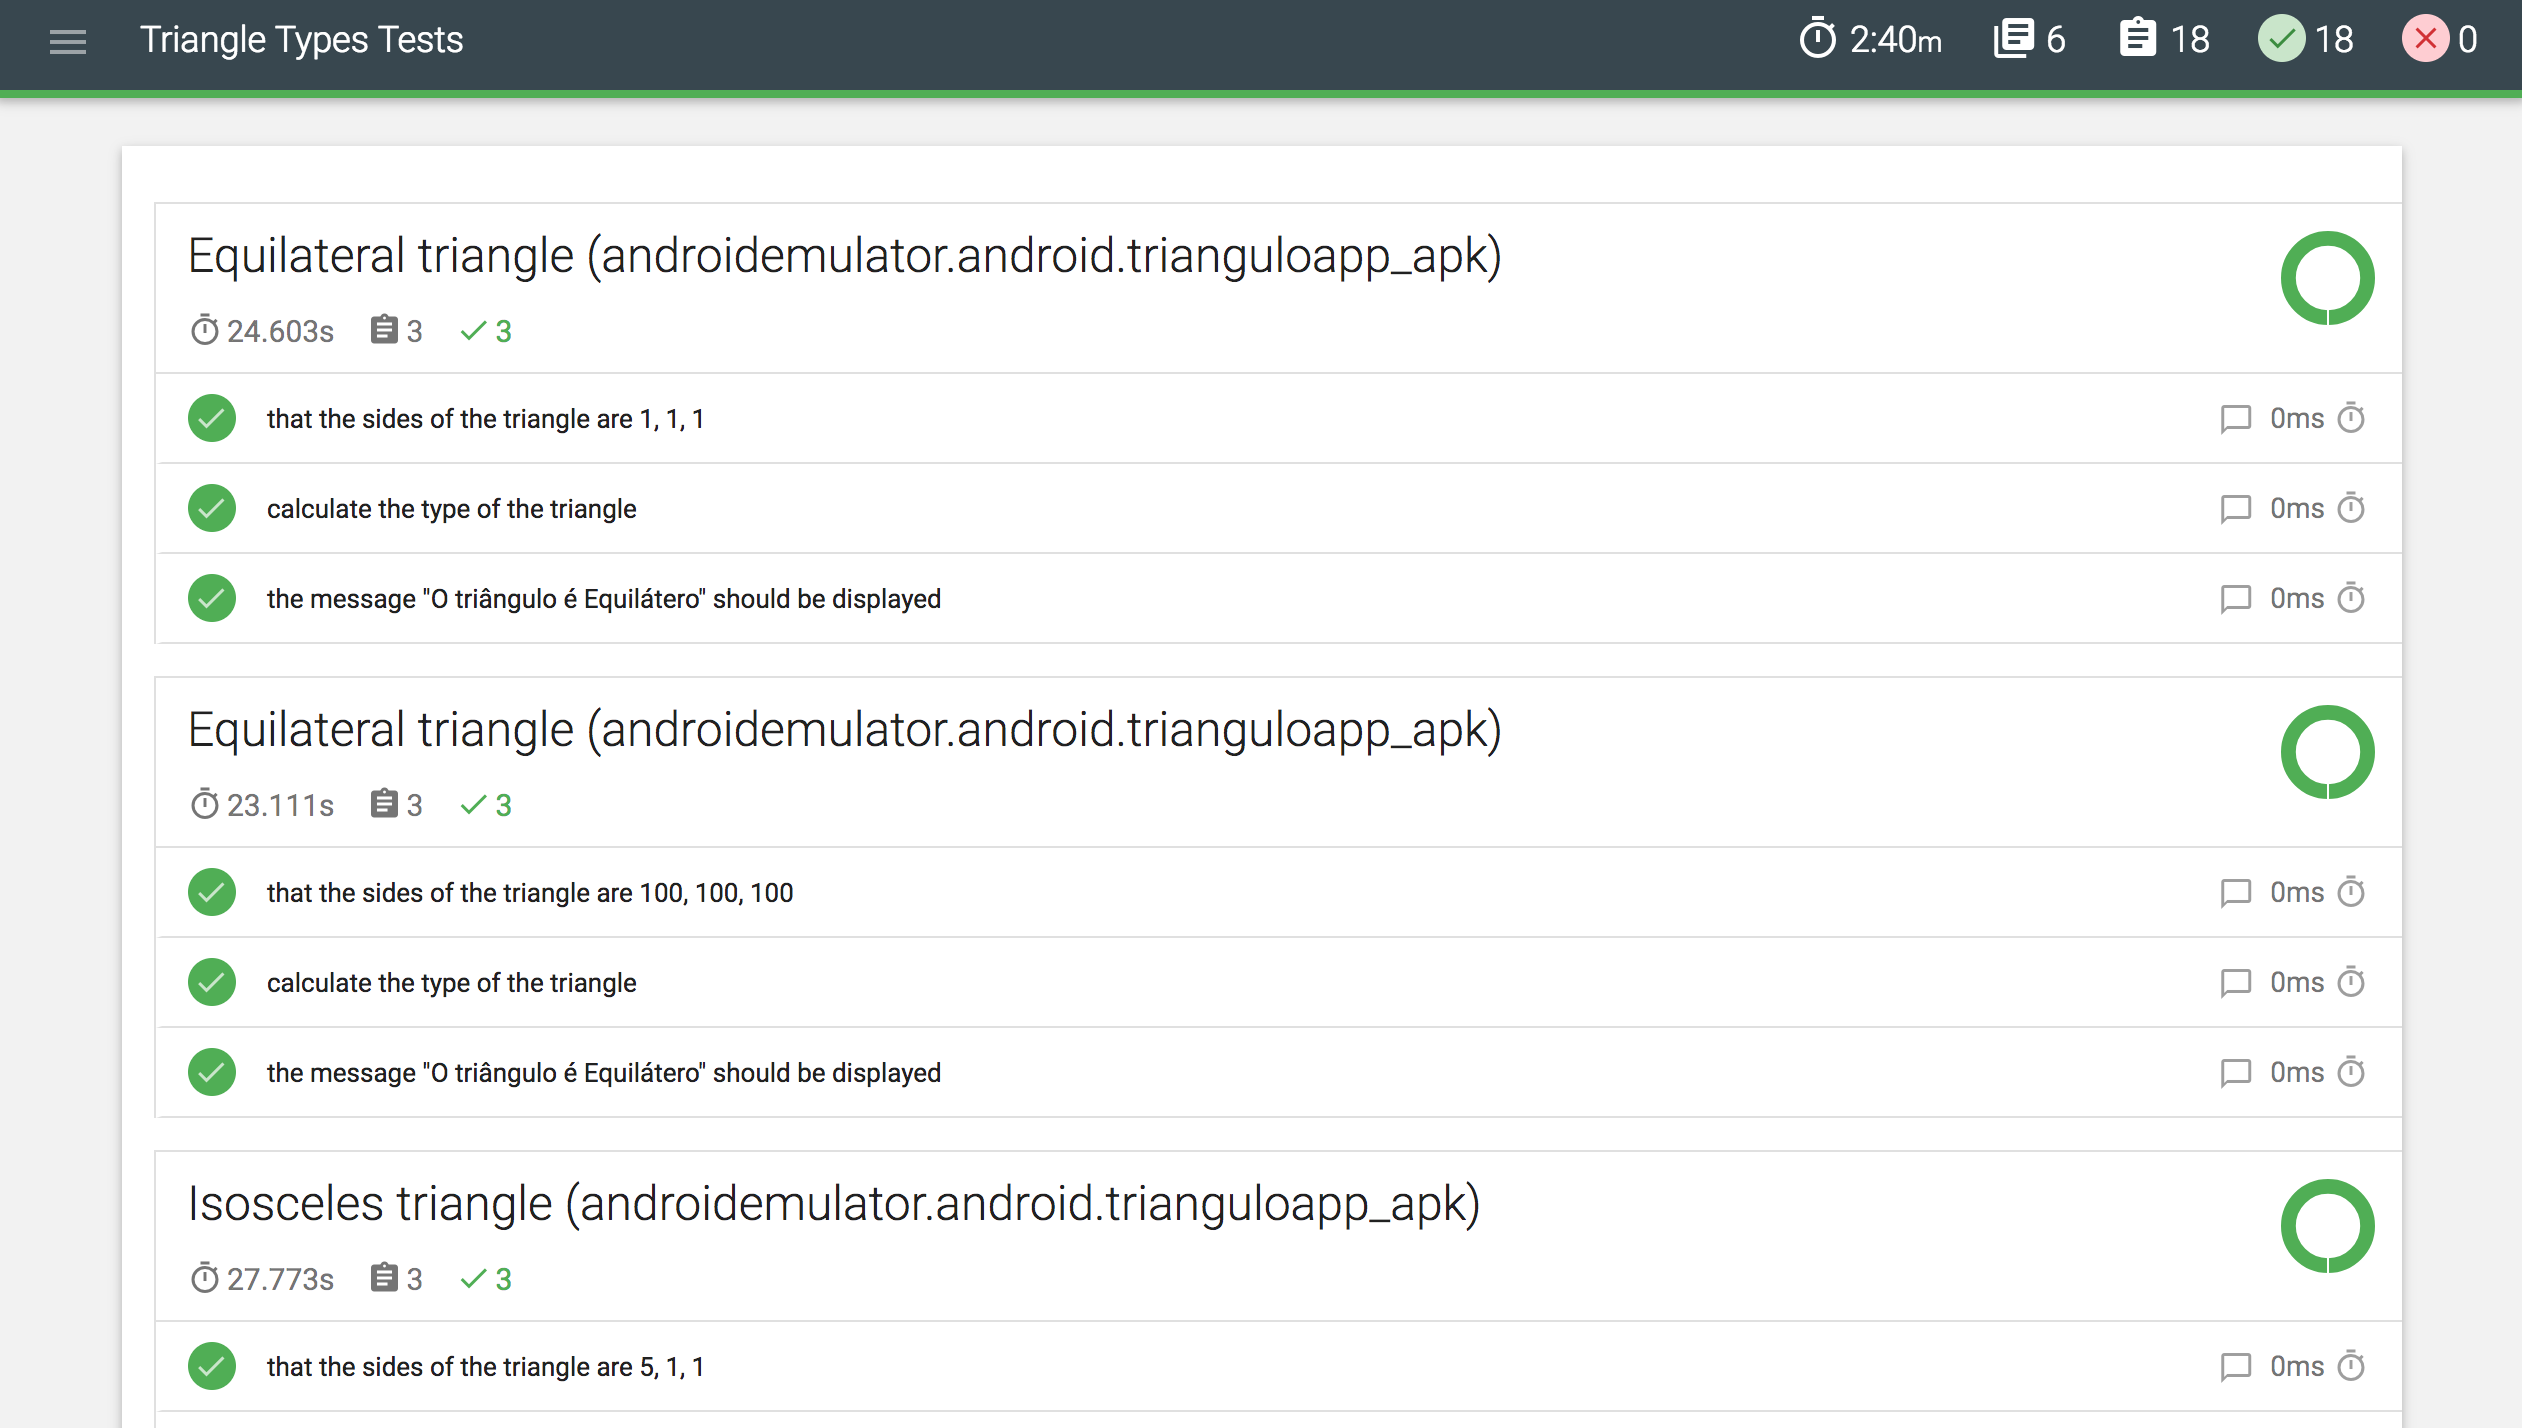 Triangle Types Tests 2:40m 6 18 18 0
Equilateral triangle (androidemulator.android.trianguloapp_apk)
24.603s 3 3
that the sides of the triangle are 1, 1, 1 0ms
calculate the type of the triangle 0ms
the message "O triângulo é Equilátero" should be displayed 0ms
Equilateral triangle (androidemulator.android.trianguloapp_apk)
23.111s 3 3
that the sides of the triangle are 100, 100, 100 0ms
calculate the type of the triangle 0ms
the message "O triângulo é Equilátero" should be displayed 0ms
Isosceles triangle (androidemulator.android.trianguloapp_apk)
27.773s 3 3
that the sides of the triangle are 5, 1, 1 0ms